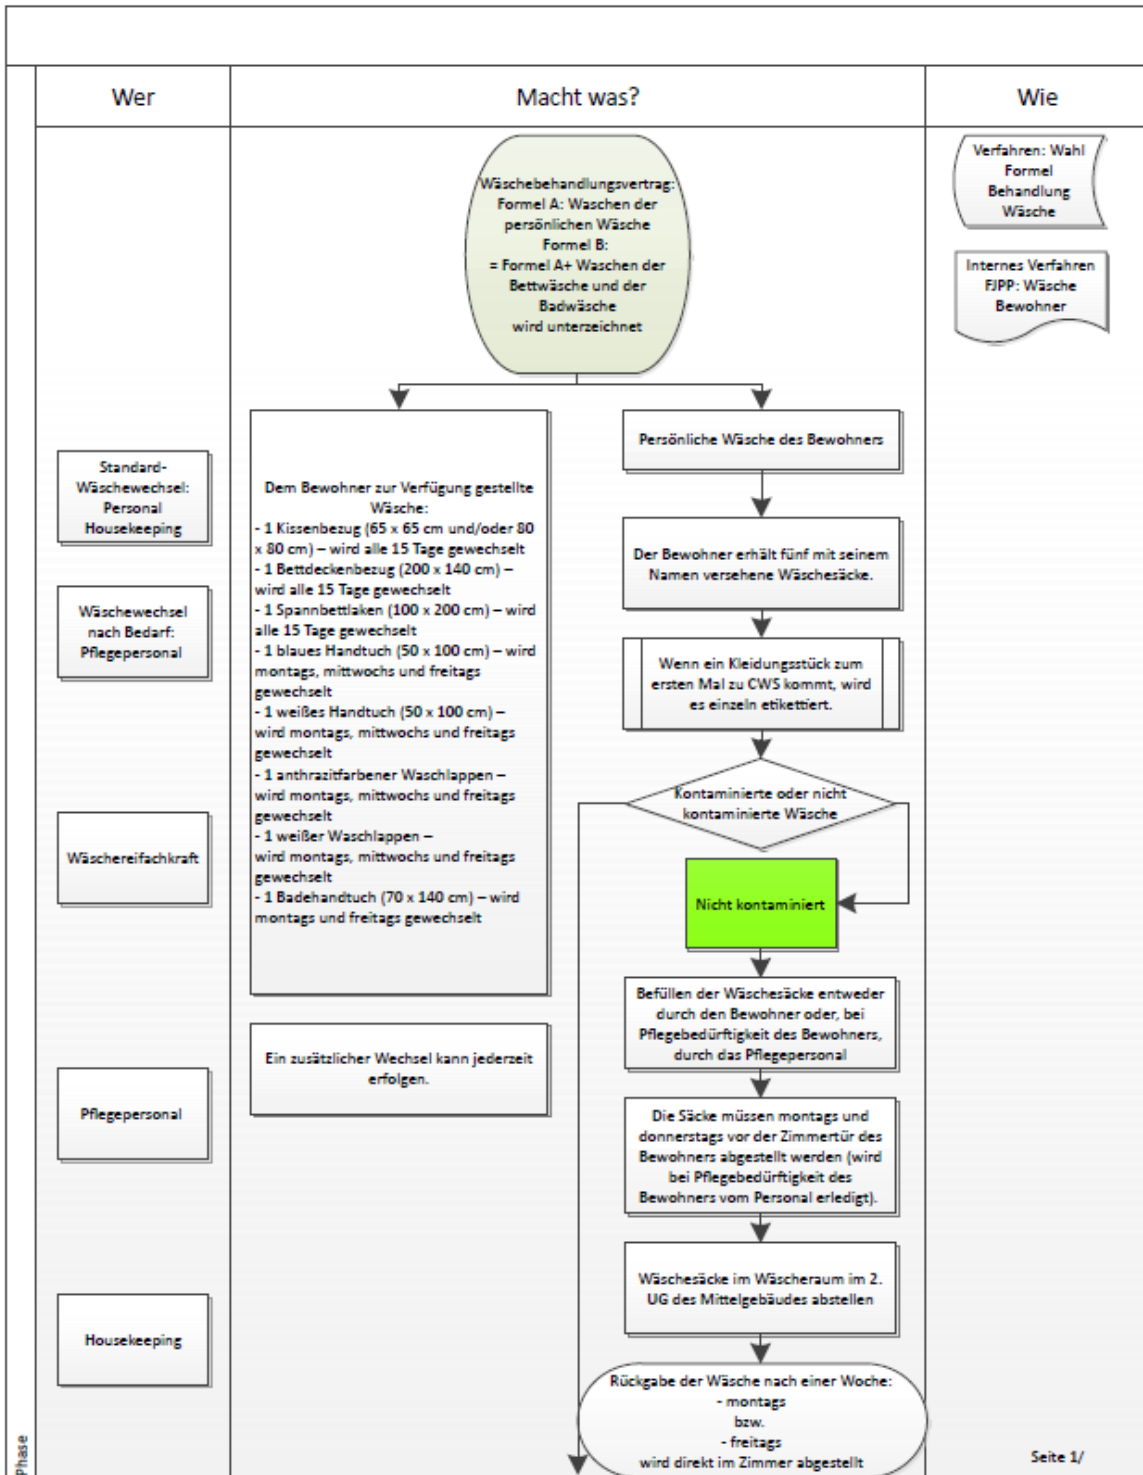 Wer
Macht was?
Wie
Wäschebehandlungsvertrag:
Formel A: Waschen der
persönlichen Wäsche
Formel B:
= Formel A+ Waschen der
Bettwäsche und der
Badwäsche
wird unterzeichnet
Verfahren: Wahl
Formel
Behandlung
Wäsche
Internes Verfahren
FJPP: Wäsche
Bewohner
Standard-
Wäschewechsel:
Personal
Housekeeping
Wäschewechsel
nach Bedarf:
Pflegepersonal
Wäschereifachkraft
Pflegepersonal
Housekeeping
Dem Bewohner zur Verfügung gestellte
Wäsche:
- 1 Kissenbezug (65 x 65 cm und/oder 80
x 80 cm) – wird alle 15 Tage gewechselt
- 1 Bettdeckenbezug (200 x 140 cm) –
wird alle 15 Tage gewechselt
- 1 Spannbettlaken (100 x 200 cm) – wird
alle 15 Tage gewechselt
- 1 blaues Handtuch (50 x 100 cm) – wird
montags, mittwochs und freitags
gewechselt
- 1 weißes Handtuch (50 x 100 cm) –
wird montags, mittwochs und freitags
gewechselt
- 1 anthrazitfarbener Waschlappen –
wird montags, mittwochs und freitags
gewechselt
- 1 weißer Waschlappen –
wird montags, mittwochs und freitags
gewechselt
- 1 Badehandtuch (70 x 140 cm) – wird
montags und freitags gewechselt
Ein zusätzlicher Wechsel kann jederzeit
erfolgen.
Persönliche Wäsche des Bewohners
Der Bewohner erhält fünf mit seinem
Namen versehene Wäschesäcke.
Wenn ein Kleidungsstück zum
ersten Mal zu CWS kommt, wird
es einzeln etikettiert.
Kontaminierte oder nicht
kontaminierte Wäsche
Nicht kontaminiert
Befüllen der Wäschesäcke entweder
durch den Bewohner oder, bei
Pflegebedürftigkeit des Bewohners,
durch das Pflegepersonal
Die Säcke müssen montags und
donnerstags vor der Zimmertür des
Bewohners abgestellt werden (wird
bei Pflegebedürftigkeit des
Bewohners vom Personal erledigt).
Wäschesäcke im Wäscheraum im 2.
UG des Mittelgebäudes abstellen
Rückgabe der Wäsche nach einer Woche:
- montags
bzw.
- freitags
wird direkt im Zimmer abgestellt
Phase
Seite 1/